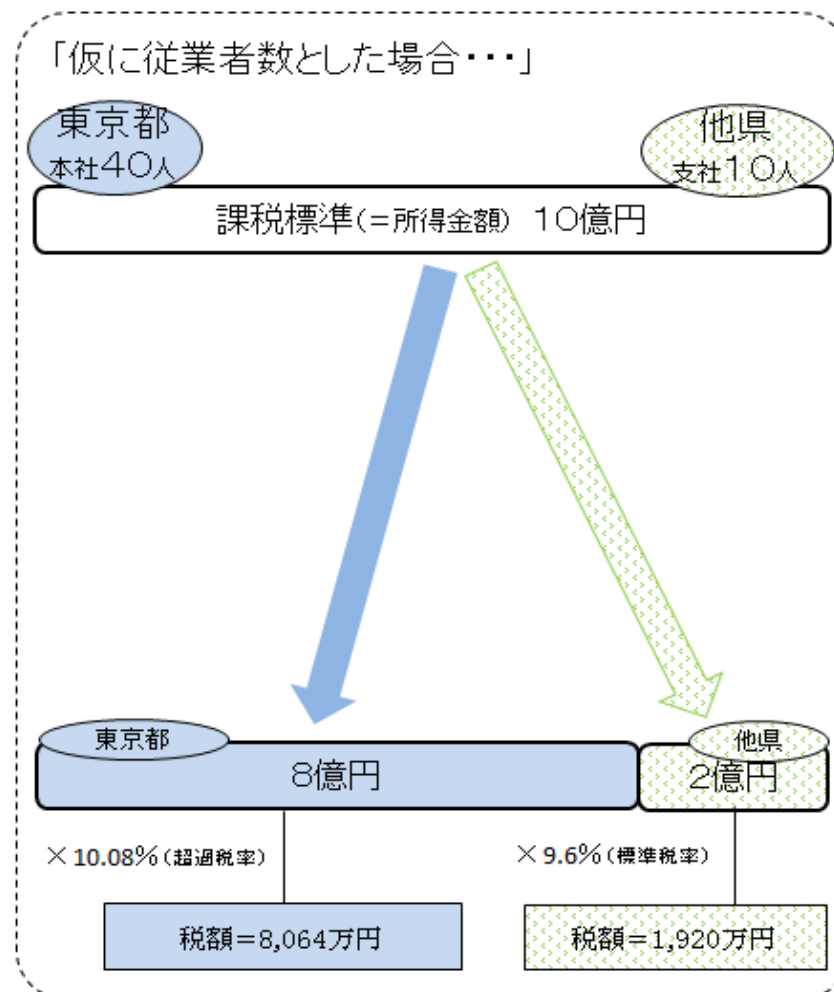 「仮に従業者数とした場合・・・」
東京都
本社40人
他県
支社10人
課税標準(=所得金額) 10億円
東京都
他県
8億円
2億円
×10.08%(超過税率)
×9.6%(標準税率)
税額=8,064万円
税額=1,920万円